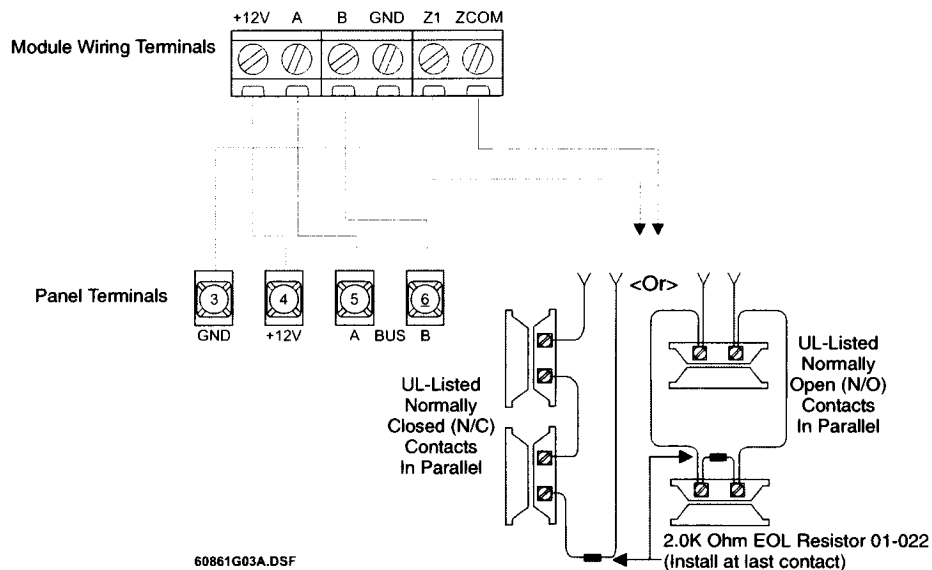 +12V A B GND Z1 ZCOM
Module Wiring Terminals
Panel Terminals
3 4 5 6
GND +12V A BUS B
<Or>
UL-Listed
Normally
Closed (N/C)
Contacts
In Parallel
UL-Listed
Normally
Open (N/O)
Contacts
In Parallel
2.0K Ohm EOL Resistor 01-022
(Install at last contact)
60861G03A.DSF